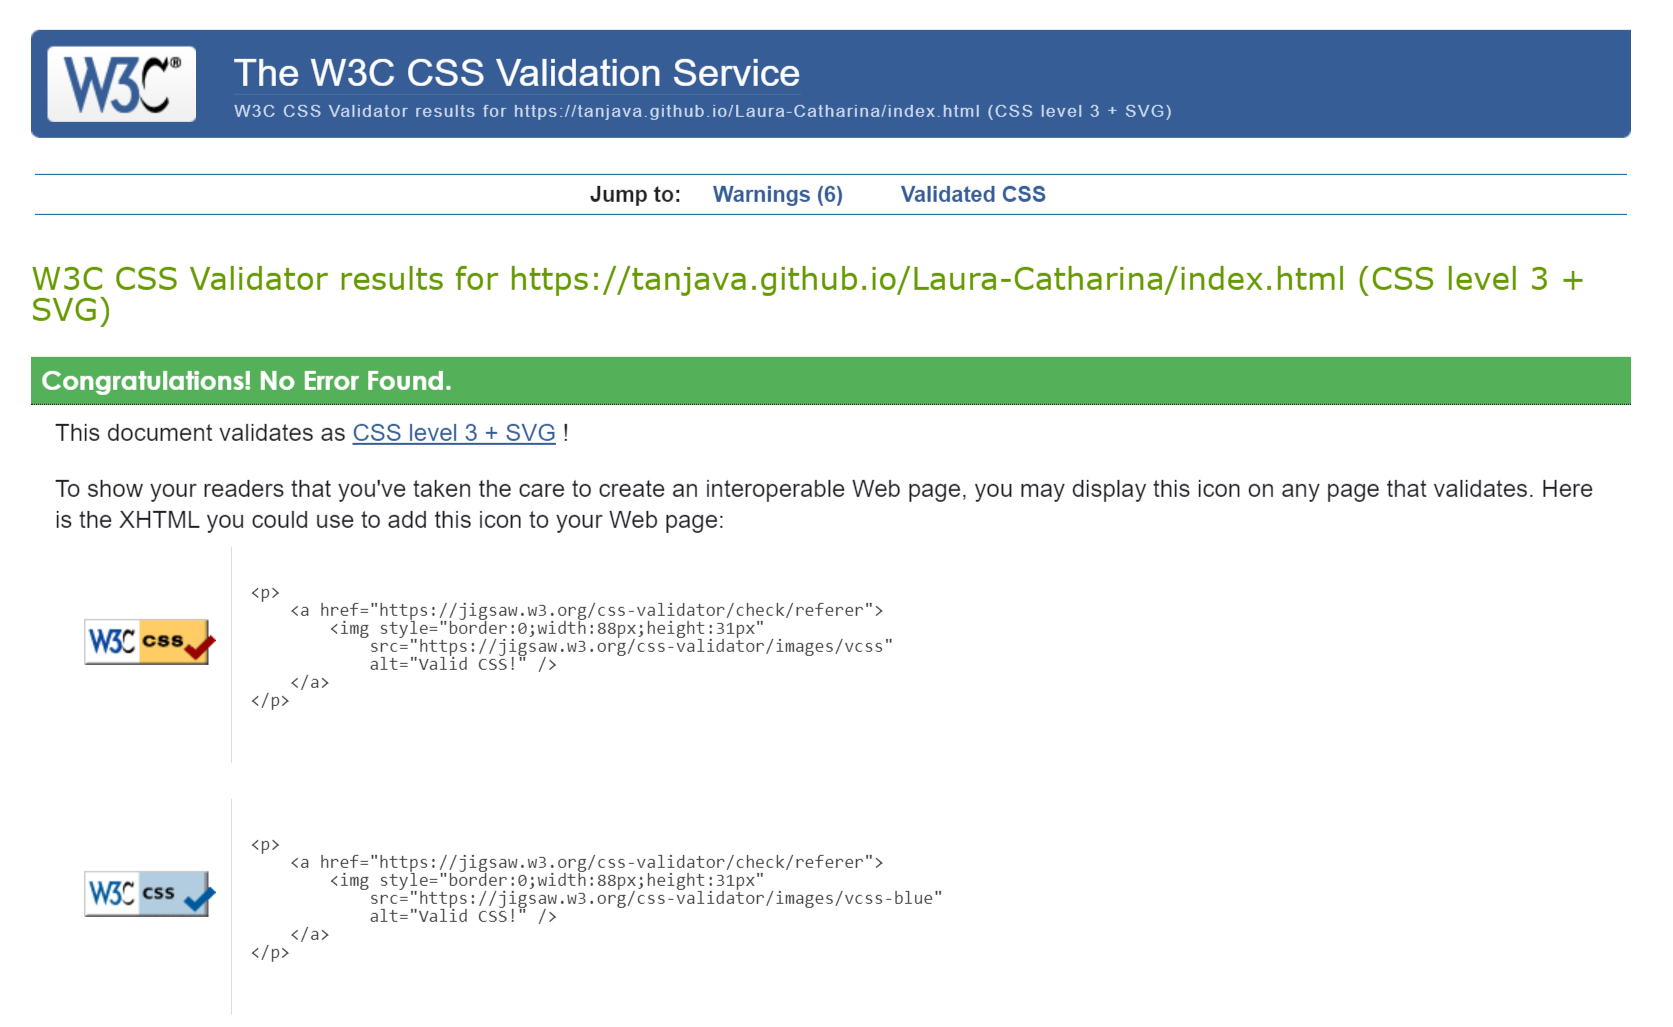 W3C®
The W3C CSS Validation Service
W3C CSS Validator results for https://tanjava.github.io/Laura-Catharina/index.html (CSS level 3 + SVG)
Jump to: Warnings (6) Validated CSS
W3C CSS Validator results for https://tanjava.github.io/Laura-Catharina/index.html (CSS level 3 +
SVG)
Congratulations! No Error Found.
This document validates as CSS level 3 + SVG !
To show your readers that you've taken the care to create an interoperable Web page, you may display this icon on any page that validates. Here
is the XHTML you could use to add this icon to your Web page:
W3C css
<p>
<a href="https://jigsaw.w3.org/css-validator/check/referer">
<img style="border:0;width:88px;height:31px"
src="https://jigsaw.w3.org/css-validator/images/vcss"
alt="Valid CSS!" />
</a>
</p>
W3C css
<p>
<a href="https://jigsaw.w3.org/css-validator/check/referer">
<img style="border:0;width:88px;height:31px"
src="https://jigsaw.w3.org/css-validator/images/vcss-blue"
alt="Valid CSS!" />
</a>
</p>